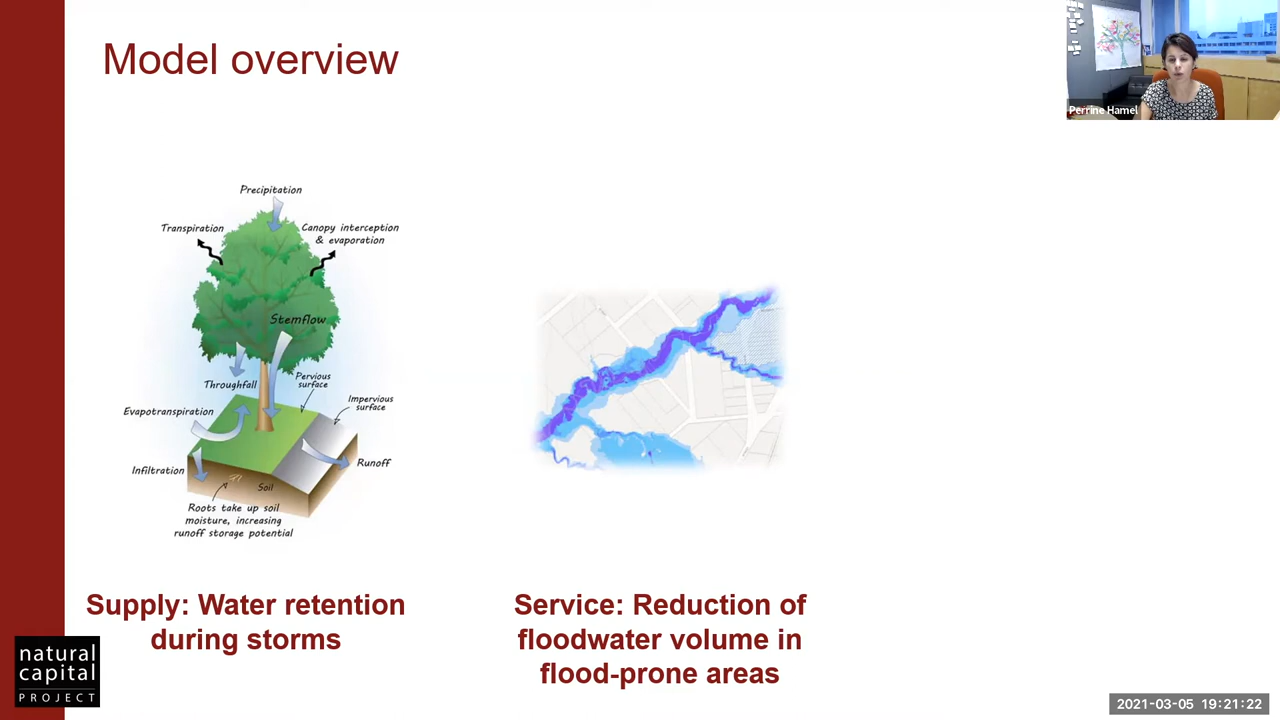 Model overview
Perrine Hamel
Precipitation
Transpiration
Canopy interception
& evaporation
Stemflow
Throughfall
Pervious
surface
Impervious
surface
Evapotranspiration
Infiltration
Runoff
Soil
Roots take up soil
moisture, increasing
runoff storage potential
Supply: Water retention
during storms
Service: Reduction of
floodwater volume in
flood-prone areas
natural
capital
PROJECT
2021-03-05 19:21:22